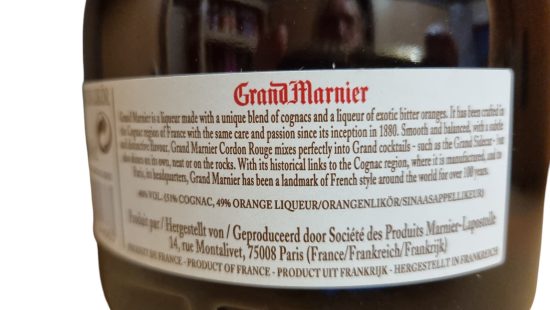 Grand Marnier
Grand Marnier is a liqueur made with a unique blend of cognacs and a liqueur of exotic bitter oranges. It has been crafted in
the Cognac region of France with the same care and passion since its inception in 1880. Smooth and balanced, with a subtle
and distinctive flavour, Grand Marnier Cordon Rouge mixes perfectly into Grand cocktails - such as the Grand Sidecar - but
also shines on its own, neat or on the rocks. With its historical links to the Cognac region, where it is manufactured, and to
Paris, its headquarters, Grand Marnier has been a landmark of French style around the world for over 100 years.
40% VOL. (51% COGNAC, 49% ORANGE LIQUEUR/ORANGENLIKÖR/SINAASAPPELLIKEUR)
Produit par / Hergestellt von / Geproduceerd door Société des Produits Marnier-Lapostolle
14, rue Montalivet, 75008 Paris (France/Frankreich/Frankrijk)
PRODUIT DE FRANCE - PRODUCT OF FRANCE - PRODUCT UIT FRANKRIJK - HERGESTELLT IN FRANKREICH